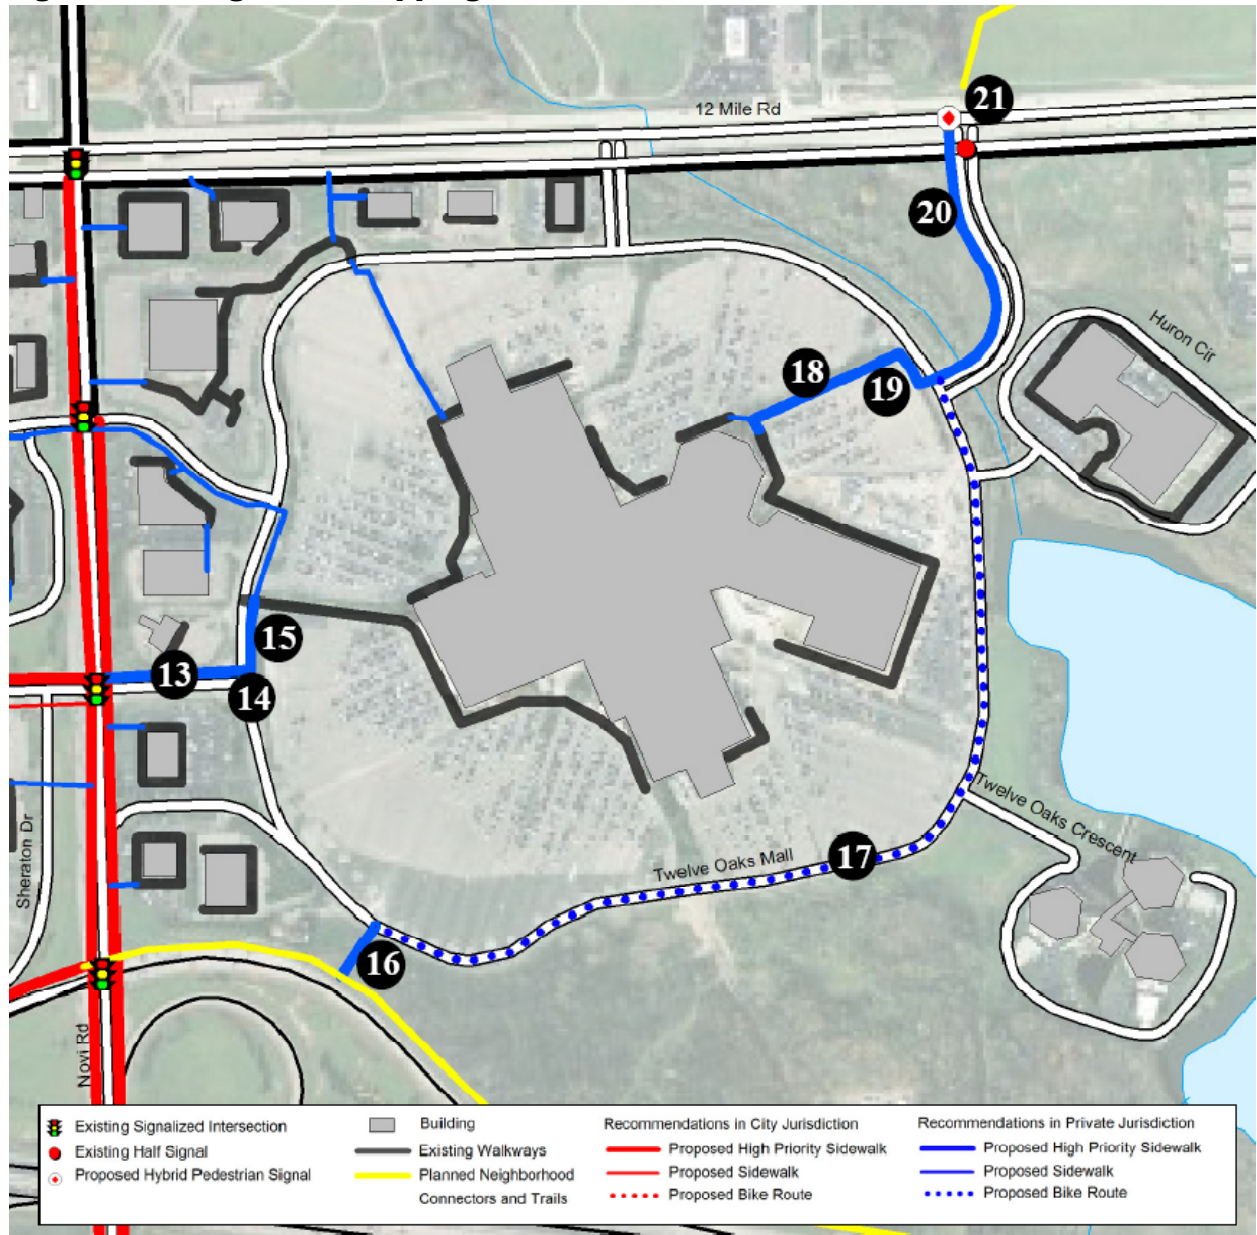 12 Mile Rd
21
20
Huron Cir
18
19
15
13
14
Twelve Oaks Crescent
Sheraton Dr
Twelve Oaks Mall
17
16
Novi Rd
Existing Signalized Intersection
Existing Half Signal
Proposed Hybrid Pedestrian Signal
Building
Existing Walkways
Planned Neighborhood
Connectors and Trails
Recommendations in City Jurisdiction
Proposed High Priority Sidewalk
Proposed Sidewalk
Proposed Bike Route
Recommendations in Private Jurisdiction
Proposed High Priority Sidewalk
Proposed Sidewalk
Proposed Bike Route